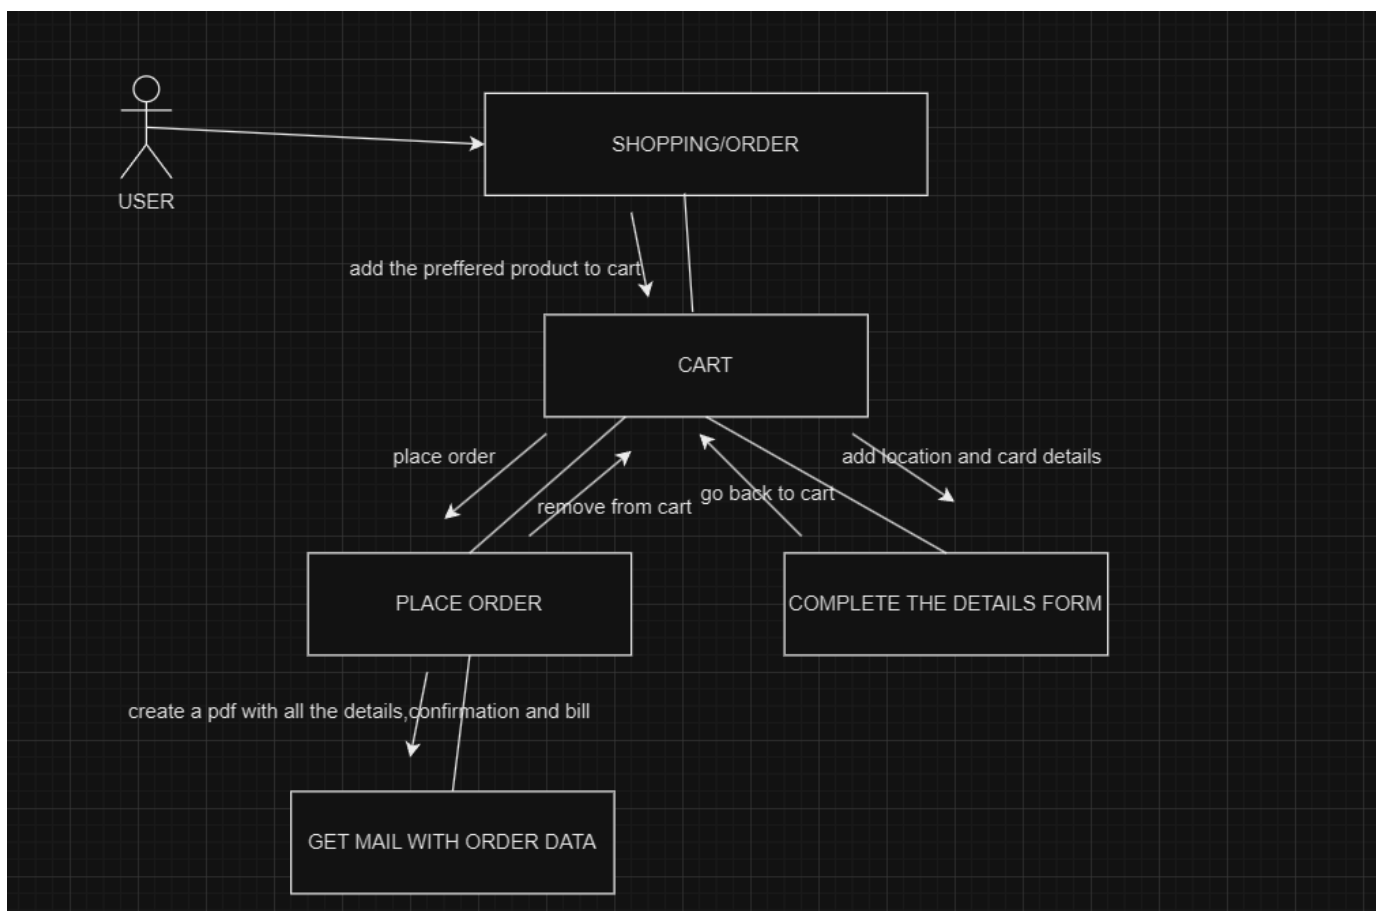 SHOPPING/ORDER
USER
add the preffered product to cart
CART
place order
add location and card details
go back to cart
remove from cart
PLACE ORDER
COMPLETE THE DETAILS FORM
create a pdf with all the details,confirmation and bill
GET MAIL WITH ORDER DATA